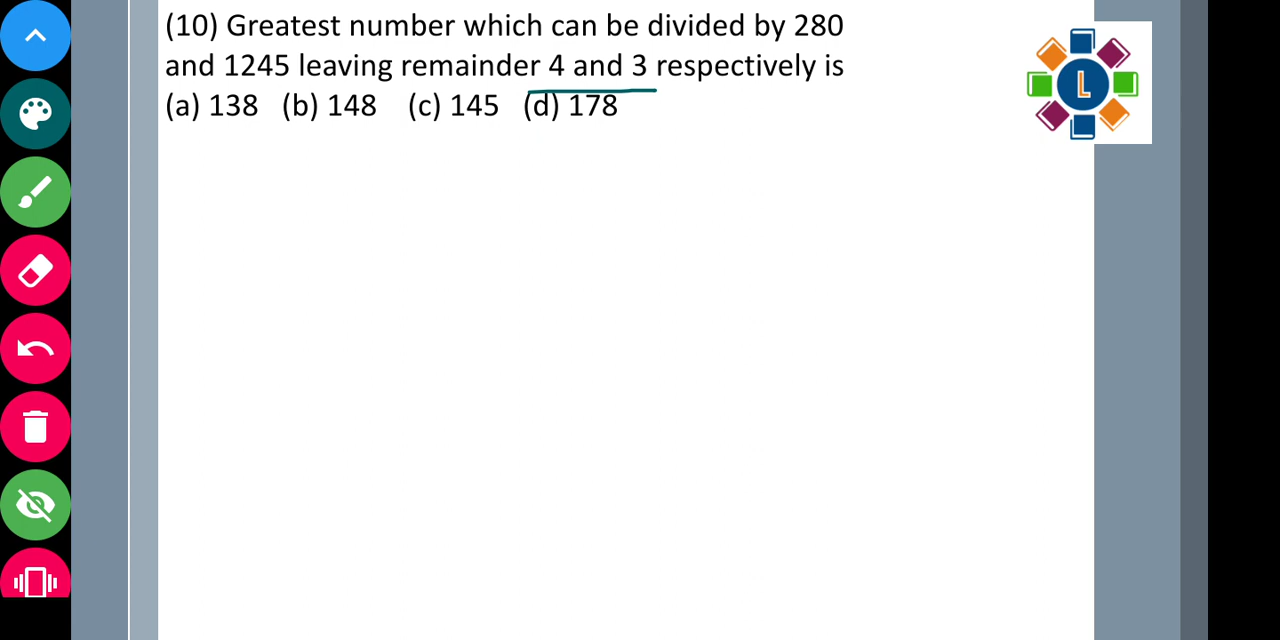 (10) Greatest number which can be divided by 280
and 1245 leaving remainder 4 and 3 respectively is
(a) 138 (b) 148 (c) 145 (d) 178
L